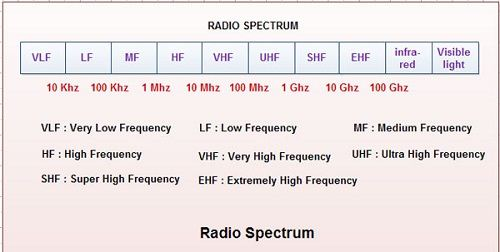 RADIO SPECTRUM
VLF LF MF HF VHF UHF SHF EHF infra-red Visible light
10 Khz 100 Khz 1 Mhz 10 Mhz 100 Mhz 1 Ghz 10 Ghz 100 Ghz
VLF : Very Low Frequency LF : Low Frequency MF : Medium Frequency
HF : High Frequency VHF : Very High Frequency UHF : Ultra High Frequency
SHF : Super High Frequency EHF : Extremely High Frequency
Radio Spectrum